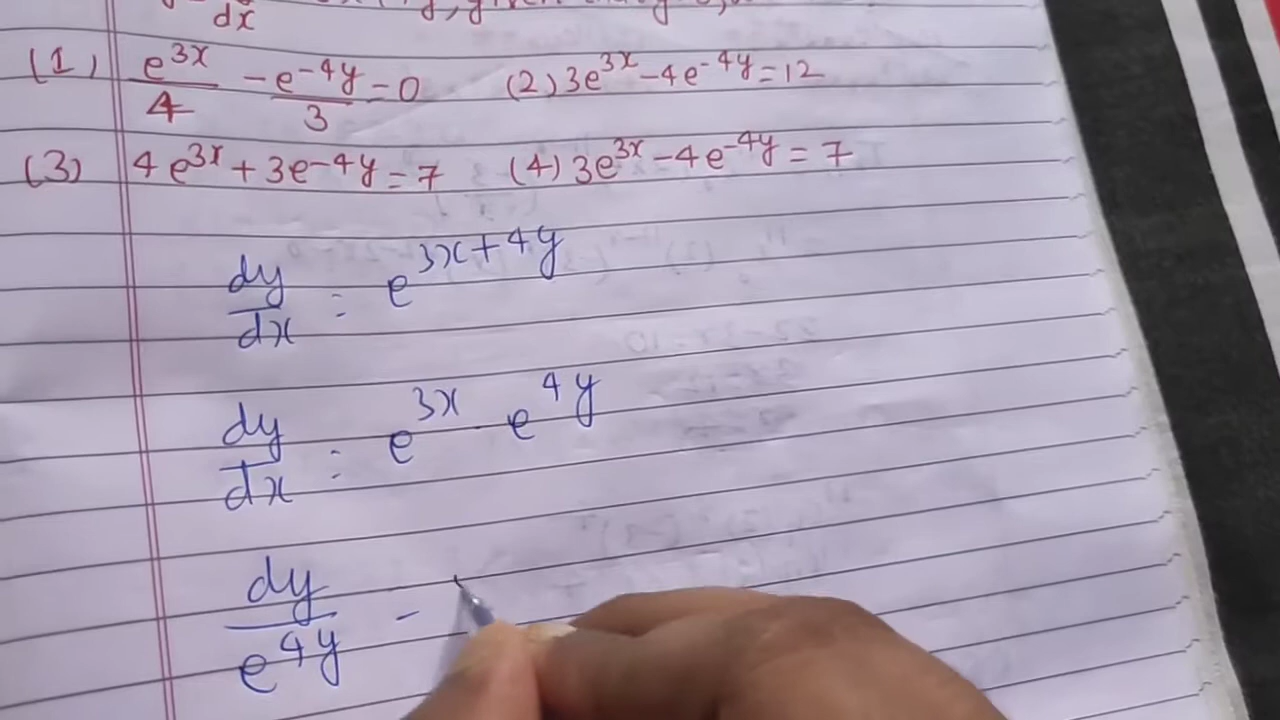 dx
(1) e^3x/4 - e^-4y/3 = 0 (2) 3e^3x - 4e^-4y = 12
(3) 4e^3x + 3e^-4y = 7 (4) 3e^3x - 4e^-4y = 7
dy/dx = e^3x+4y
dy/dx = e^3x e^4y
dy/e^4y -